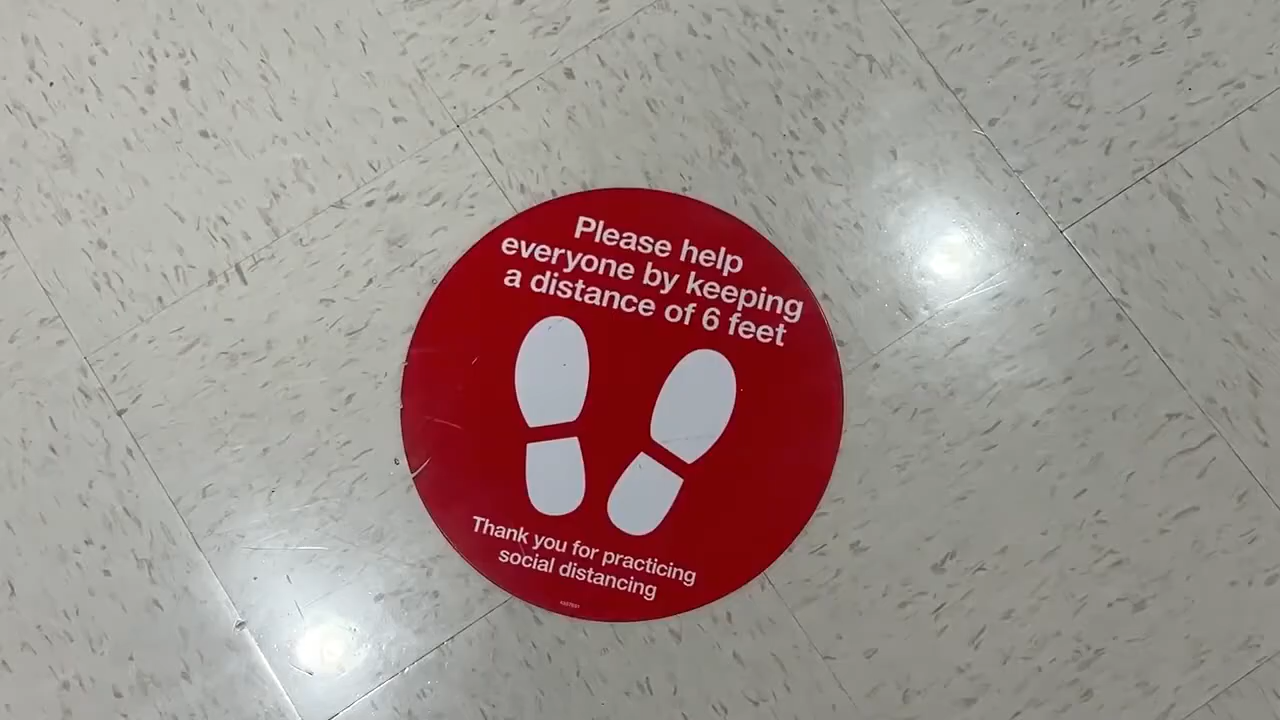 Please help
everyone by keeping
a distance of 6 feet
Thank you for practicing
social distancing